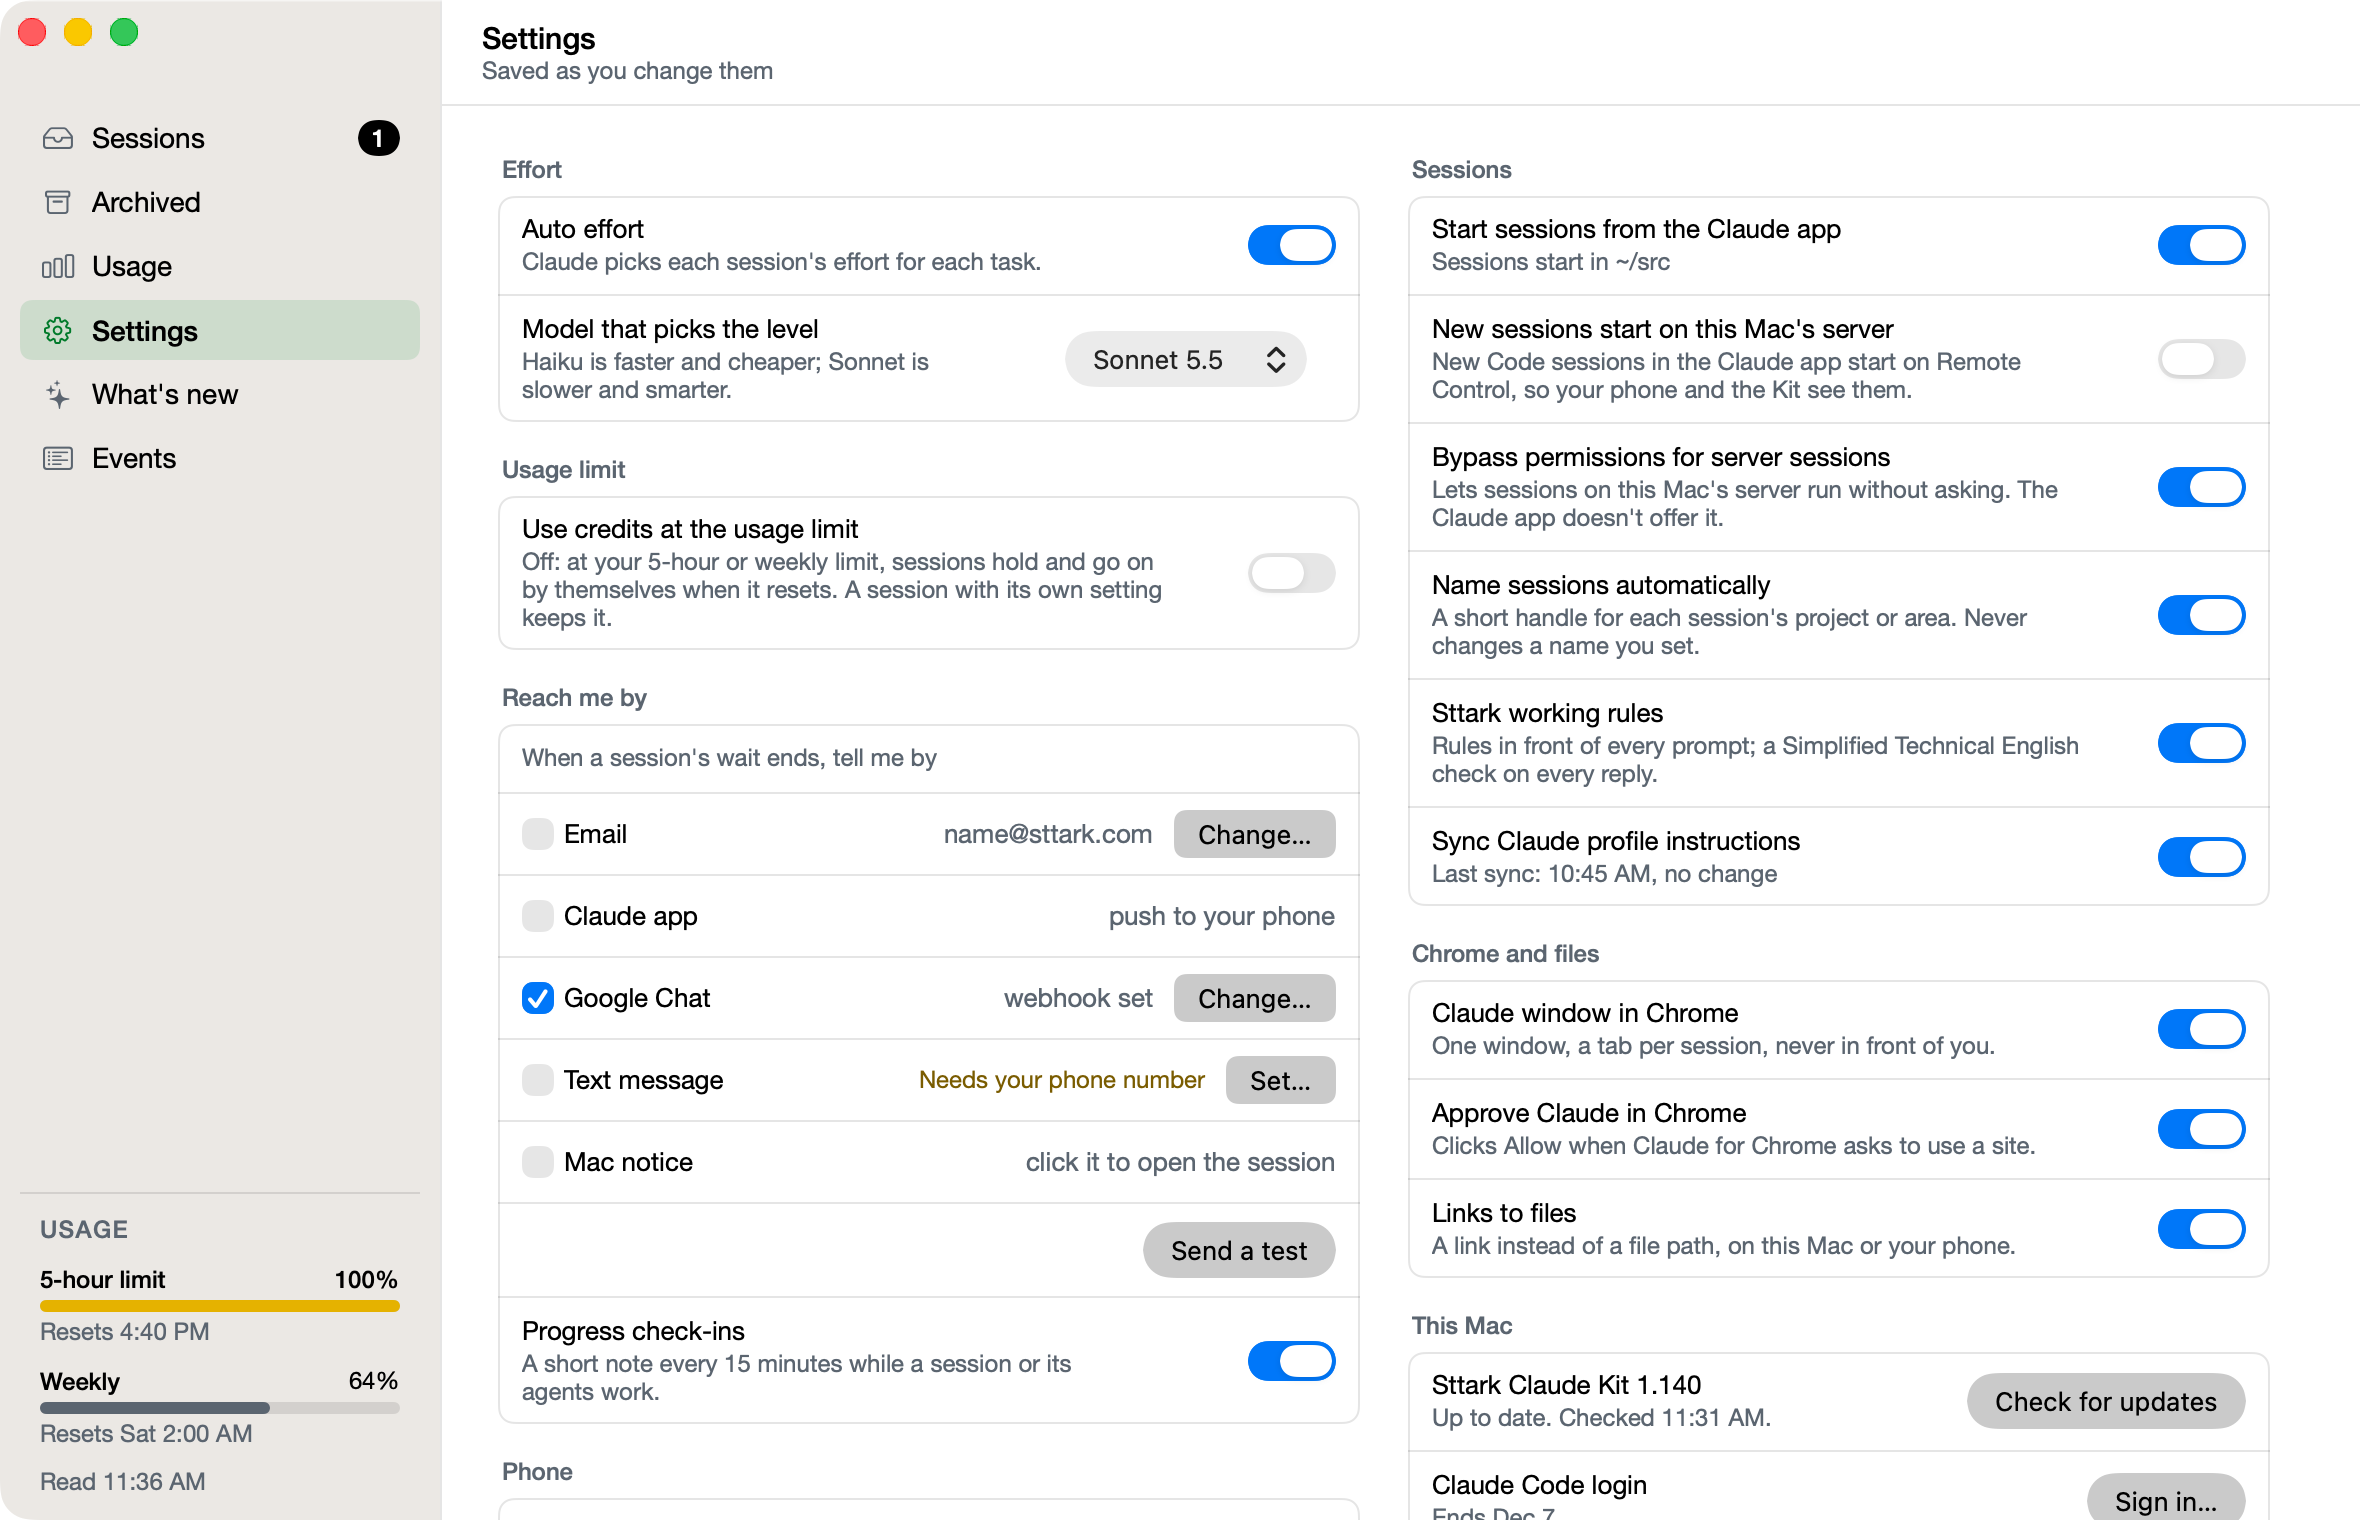 Sessions
1
Archived
Usage
Settings
What's new
Events
USAGE
5-hour limit
100%
Resets 4:40 PM
Weekly
64%
Resets Sat 2:00 AM
Read 11:36 AM
Settings
Saved as you change them
Effort
Auto effort
Claude picks each session's effort for each task.
Model that picks the level
Haiku is faster and cheaper; Sonnet is
slower and smarter.
Sonnet 5.5
Usage limit
Use credits at the usage limit
Off: at your 5-hour or weekly limit, sessions hold and go on
by themselves when it resets. A session with its own setting
keeps it.
Reach me by
When a session's wait ends, tell me by
Email
name@sttark.com
Change...
Claude app
push to your phone
Google Chat
webhook set
Change...
Text message
Needs your phone number
Set...
Mac notice
click it to open the session
Send a test
Progress check-ins
A short note every 15 minutes while a session or its
agents work.
Phone
Sessions
Start sessions from the Claude app
Sessions start in ~/src
New sessions start on this Mac's server
New Code sessions in the Claude app start on Remote
Control, so your phone and the Kit see them.
Bypass permissions for server sessions
Lets sessions on this Mac's server run without asking. The
Claude app doesn't offer it.
Name sessions automatically
A short handle for each session's project or area. Never
changes a name you set.
Sttark working rules
Rules in front of every prompt; a Simplified Technical English
check on every reply.
Sync Claude profile instructions
Last sync: 10:45 AM, no change
Chrome and files
Claude window in Chrome
One window, a tab per session, never in front of you.
Approve Claude in Chrome
Clicks Allow when Claude for Chrome asks to use a site.
Links to files
A link instead of a file path, on this Mac or your phone.
This Mac
Sttark Claude Kit 1.140
Up to date. Checked 11:31 AM.
Check for updates
Claude Code login
Ends Dec 7
Sign in...